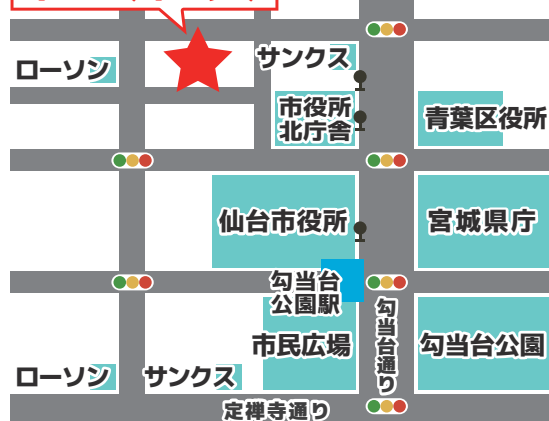 ローソン
サンクス
市役所
北庁舎
青葉区役所
仙台市役所
宮城県庁
勾当台
公園駅
勾当台通り
市民広場
勾当台公園
ローソン
サンクス
定禅寺通り